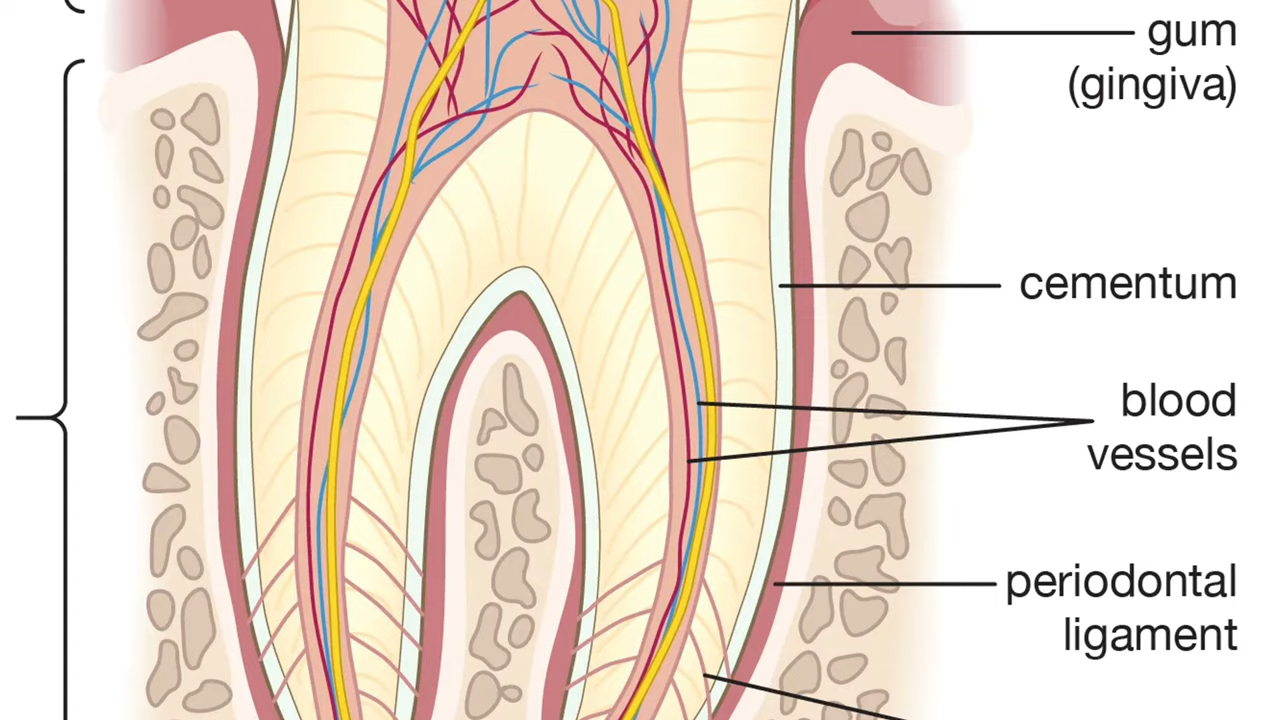 gum
(gingiva)
cementum
blood
vessels
periodontal
ligament